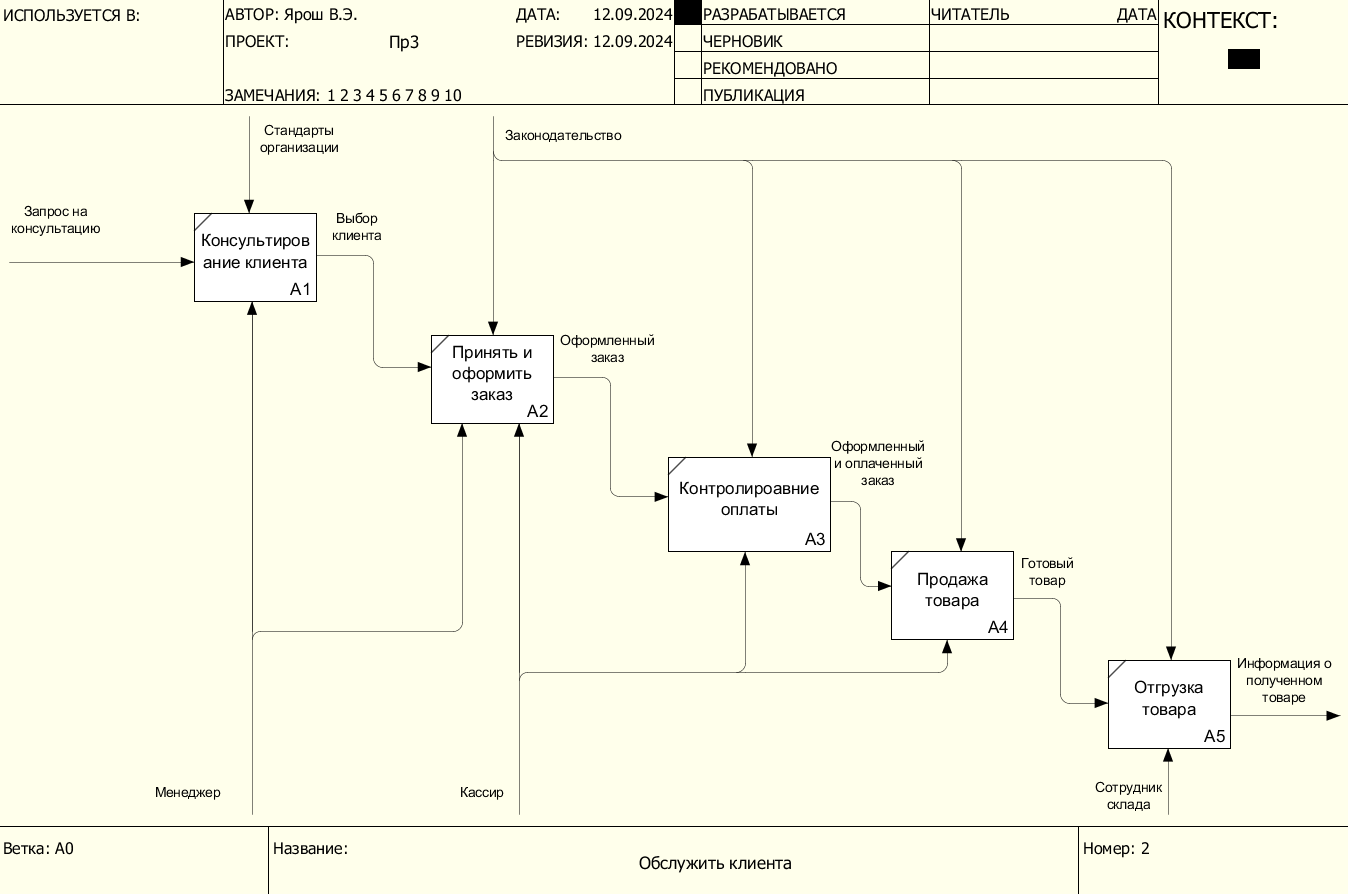 ИСПОЛЬЗУЕТСЯ В:
АВТОР: Ярош В.Э.
ДАТА: 12.09.2024
РАЗРАБАТЫВАЕТСЯ
ЧИТАТЕЛЬ
ДАТА
КОНТЕКСТ:
ПРОЕКТ: Пр3
РЕВИЗИЯ: 12.09.2024
ЧЕРНОВИК
РЕКОМЕНДОВАНО
ЗАМЕЧАНИЯ: 1 2 3 4 5 6 7 8 9 10
ПУБЛИКАЦИЯ
Стандарты
организации
Законодательство
Запрос на
консультацию
Консультиров
ание клиента
A1
Выбор
клиента
Принять и
оформить
заказ
A2
Оформленный
заказ
Контролироавние
оплаты
A3
Оформленный
и оплаченный
заказ
Продажа
товара
A4
Готовый
товар
Отгрузка
товара
A5
Информация о
полученном
товаре
Менеджер
Кассир
Сотрудник
склада
Ветка: A0
Название:
Обслужить клиента
Номер: 2